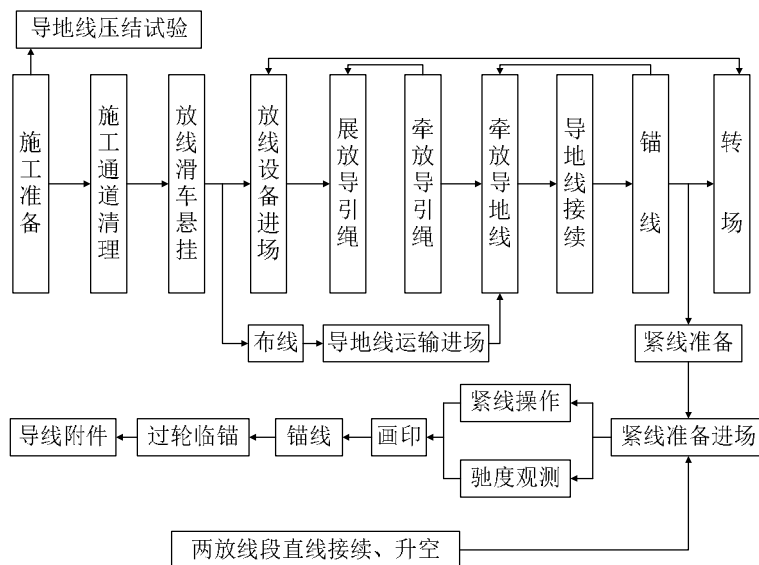 导地线压结试验
施工准备
施工通道清理
放线滑车悬挂
放线设备进场
展放导引绳
牵放导引绳
牵放导地线
导地线接续
锚线
转场
布线
导地线运输进场
紧线准备
紧线操作
导线附件
过轮临锚
锚线
画印
紧线准备进场
驰度观测
两放线段直线接续、升空